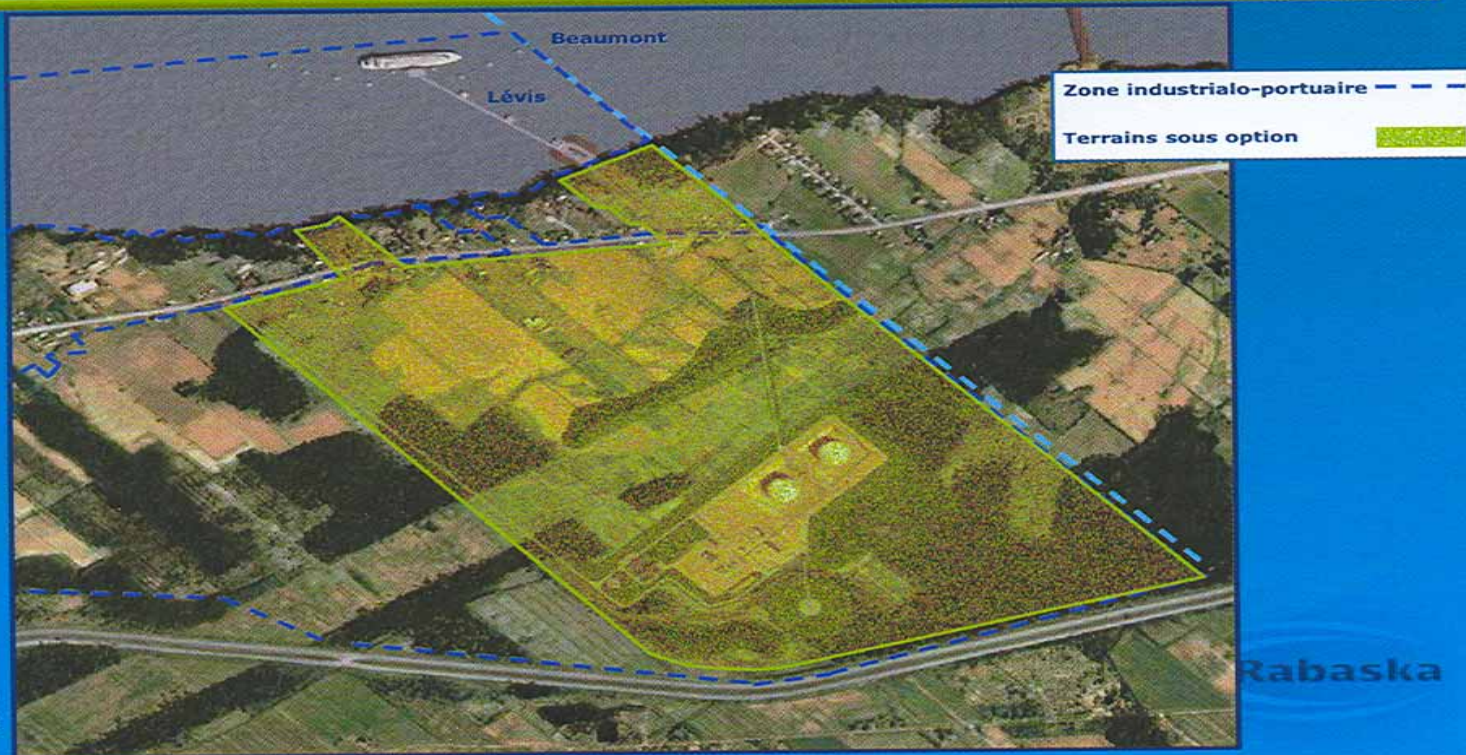 Beaumont
Lévis
Zone industrialo-portuaire
Terrains sous option
Rabaska